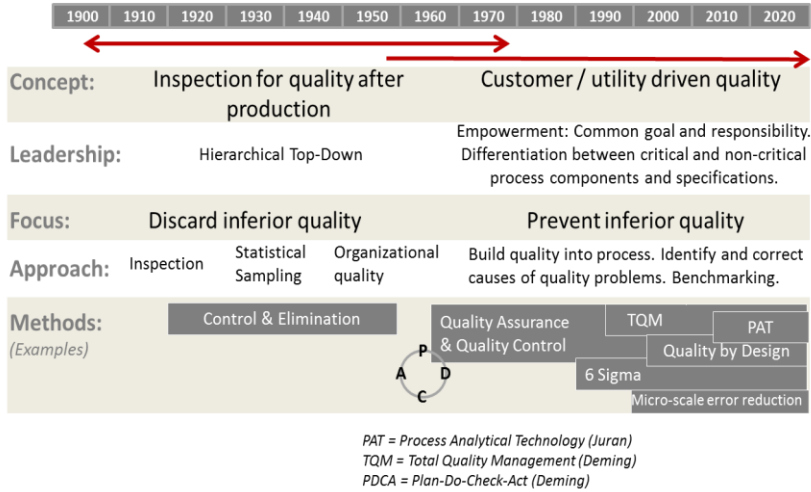 1900 1910 1920 1930 1940 1950 1960 1970 1980 1990 2000 2010 2020
Concept:
Inspection for quality after
production
Customer / utility driven quality
Leadership:
Hierarchical Top-Down
Empowerment: Common goal and responsibility.
Differentiation between critical and non-critical
process components and specifications.
Focus:
Discard inferior quality
Prevent inferior quality
Approach:
Inspection
Statistical
Sampling
Organizational
quality
Build quality into process. Identify and correct
causes of quality problems. Benchmarking.
Methods:
(Examples)
Control & Elimination
P
A D
C
Quality Assurance
& Quality Control
TQM
PAT
Quality by Design
6 Sigma
Micro-scale error reduction
PAT = Process Analytical Technology (Juran)
TQM = Total Quality Management (Deming)
PDCA = Plan-Do-Check-Act (Deming)